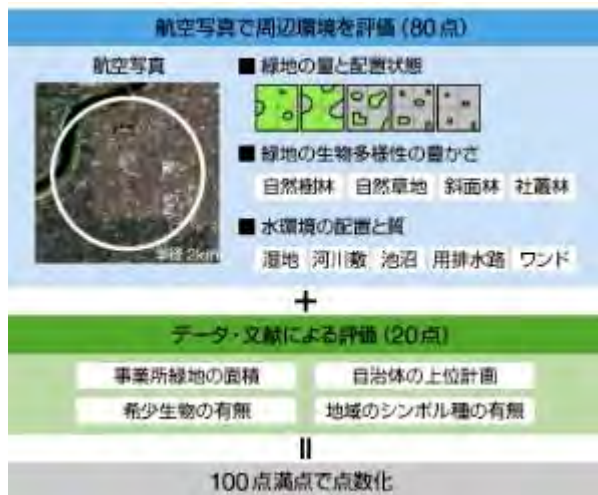 航空写真で周辺環境を評価（80点）
航空写真
半径2km
■ 緑地の量と配置状態
■ 緑地の生物多様性の豊かさ
自然樹林 自然草地 斜面林 社叢林
■ 水環境の配置と質
湿地 河川敷 池沼 用排水路 ワンド
+
データ・文献による評価（20点）
事業所緑地の面積 自治体の上位計画
希少生物の有無 地域のシンボル種の有無
=
100点満点で点数化